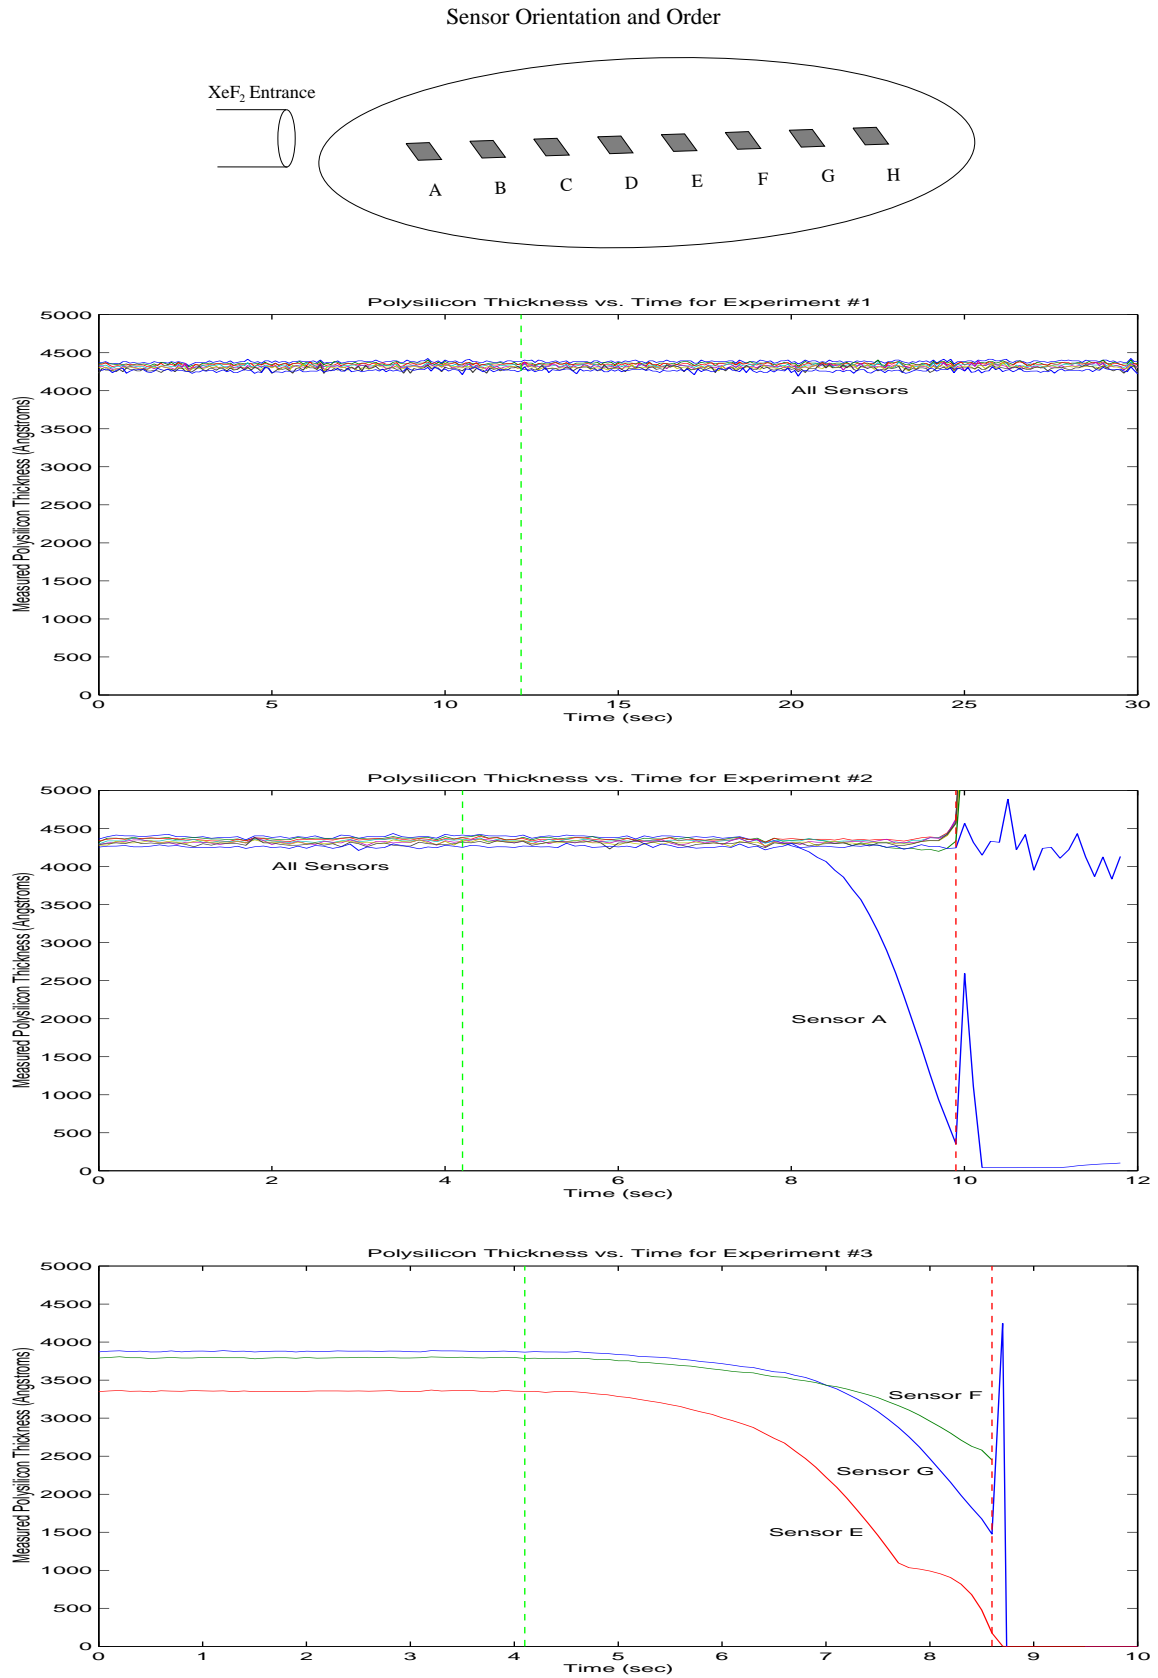 Sensor Orientation and Order
XeF2 Entrance
A B C D E F G H
Polysilicon Thickness vs. Time for Experiment #1
Measured Polysilicon Thickness (Angstroms)
5000
4500
4000
3500
3000
2500
2000
1500
1000
500
0
All Sensors
0 5 10 15 20 25 30
Time (sec)
Polysilicon Thickness vs. Time for Experiment #2
Measured Polysilicon Thickness (Angstroms)
5000
4500
4000
3500
3000
2500
2000
1500
1000
500
0
All Sensors
Sensor A
0 2 4 6 8 10 12
Time (sec)
Polysilicon Thickness vs. Time for Experiment #3
Measured Polysilicon Thickness (Angstroms)
5000
4500
4000
3500
3000
2500
2000
1500
1000
500
0
Sensor F
Sensor G
Sensor E
0 1 2 3 4 5 6 7 8 9 10
Time (sec)